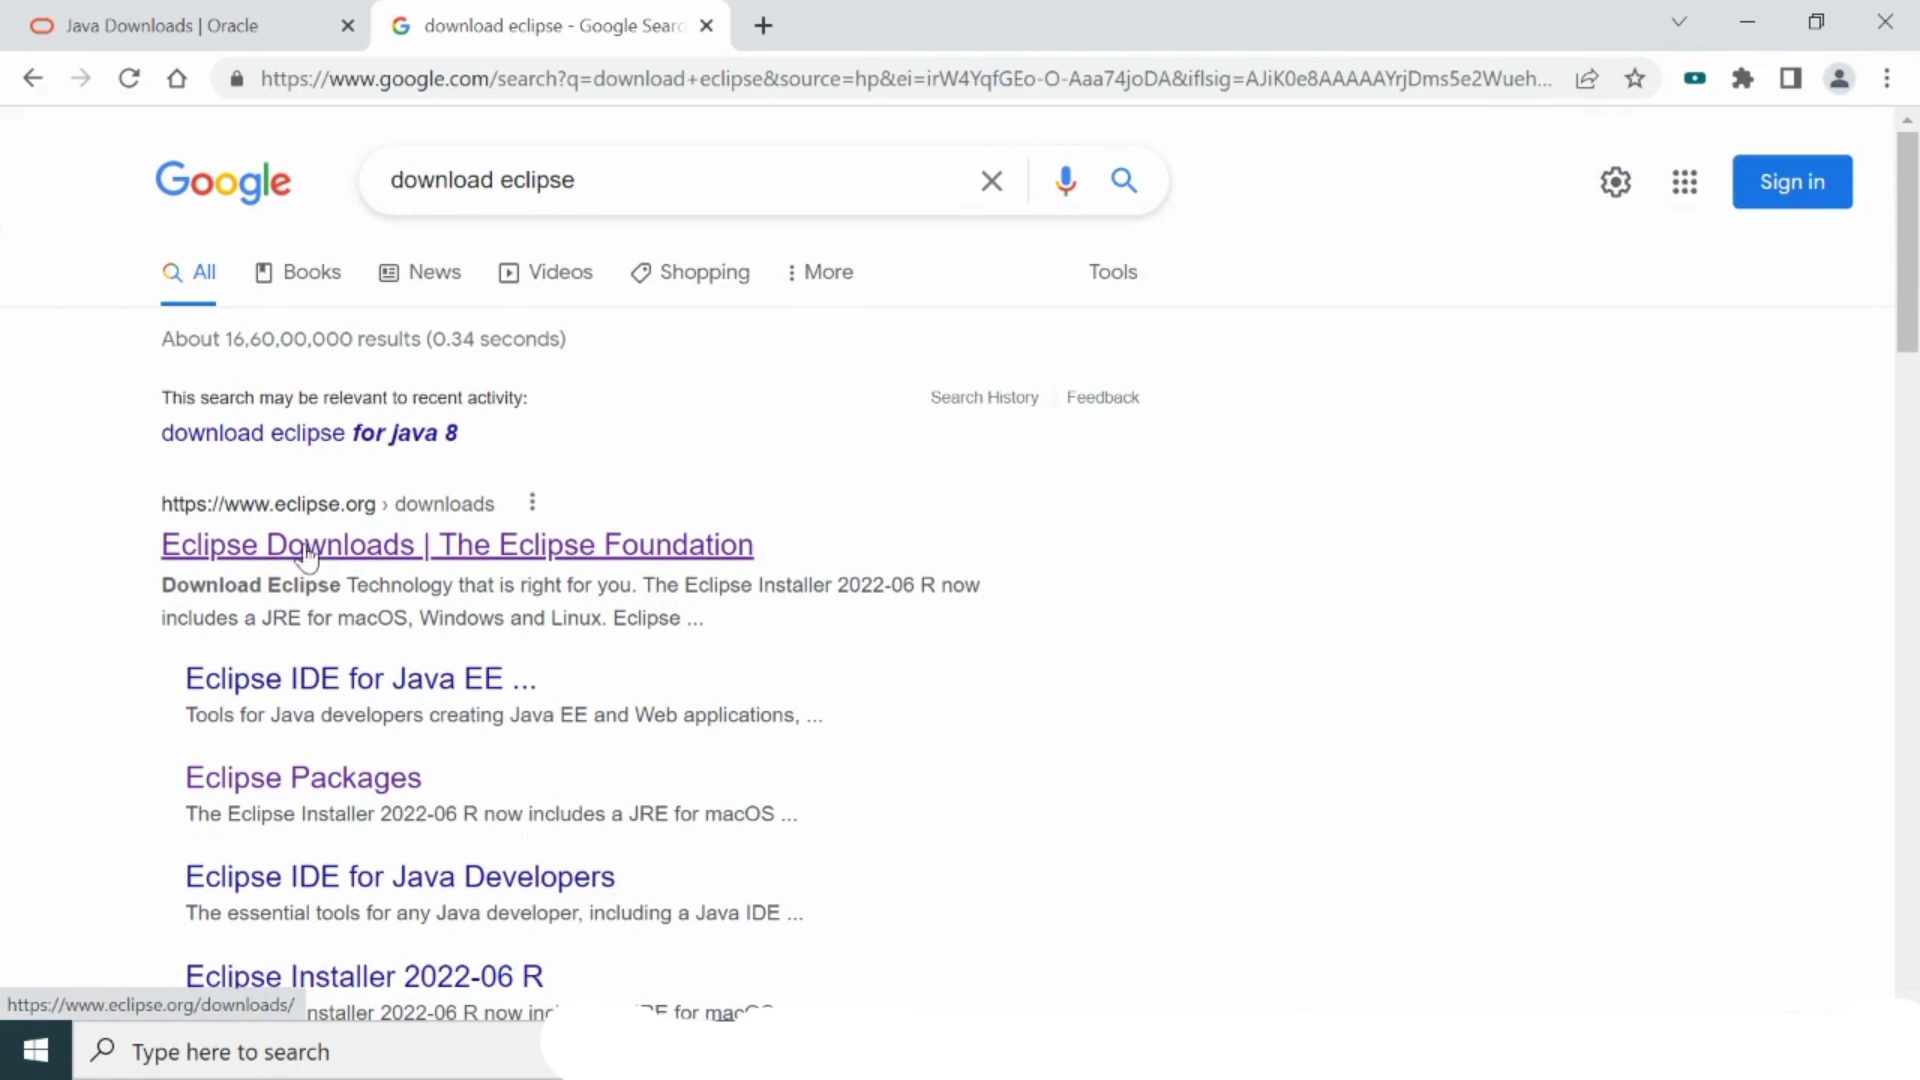 Java Downloads | Oracle
download eclipse - Google Searc
https://www.google.com/search?q=download+eclipse&source=hp&ei=irW4YqfGEo-O-Aaa74joDA&iflsig=AJiK0e8AAAAAYrjDms5e2Wueh...
Google
download eclipse
Sign in
All
Books
News
Videos
Shopping
More
Tools
About 16,60,00,000 results (0.34 seconds)
This search may be relevant to recent activity:
Search History
Feedback
download eclipse for java 8
https://www.eclipse.org › downloads
Eclipse Downloads | The Eclipse Foundation
Download Eclipse Technology that is right for you. The Eclipse Installer 2022-06 R now
includes a JRE for macOS, Windows and Linux. Eclipse ...
Eclipse IDE for Java EE ...
Tools for Java developers creating Java EE and Web applications, ...
Eclipse Packages
The Eclipse Installer 2022-06 R now includes a JRE for macOS ...
Eclipse IDE for Java Developers
The essential tools for any Java developer, including a Java IDE ...
Eclipse Installer 2022-06 R
https://www.eclipse.org/downloads/
nstaller 2022-06 R now for
Type here to search